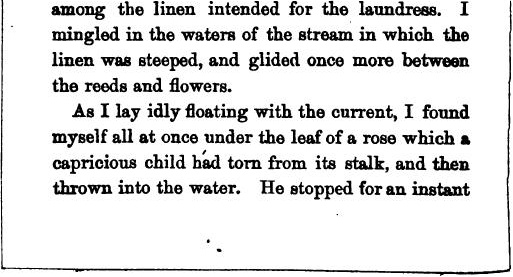 among the linen intended for the laundress. I
mingled in the waters of the stream in which the
linen was steeped, and glided once more between
the reeds and flowers.
As I lay idly floating with the current, I found
myself all at once under the leaf of a rose which a
capricious child had torn from its stalk, and then
thrown into the water. He stopped for an instant